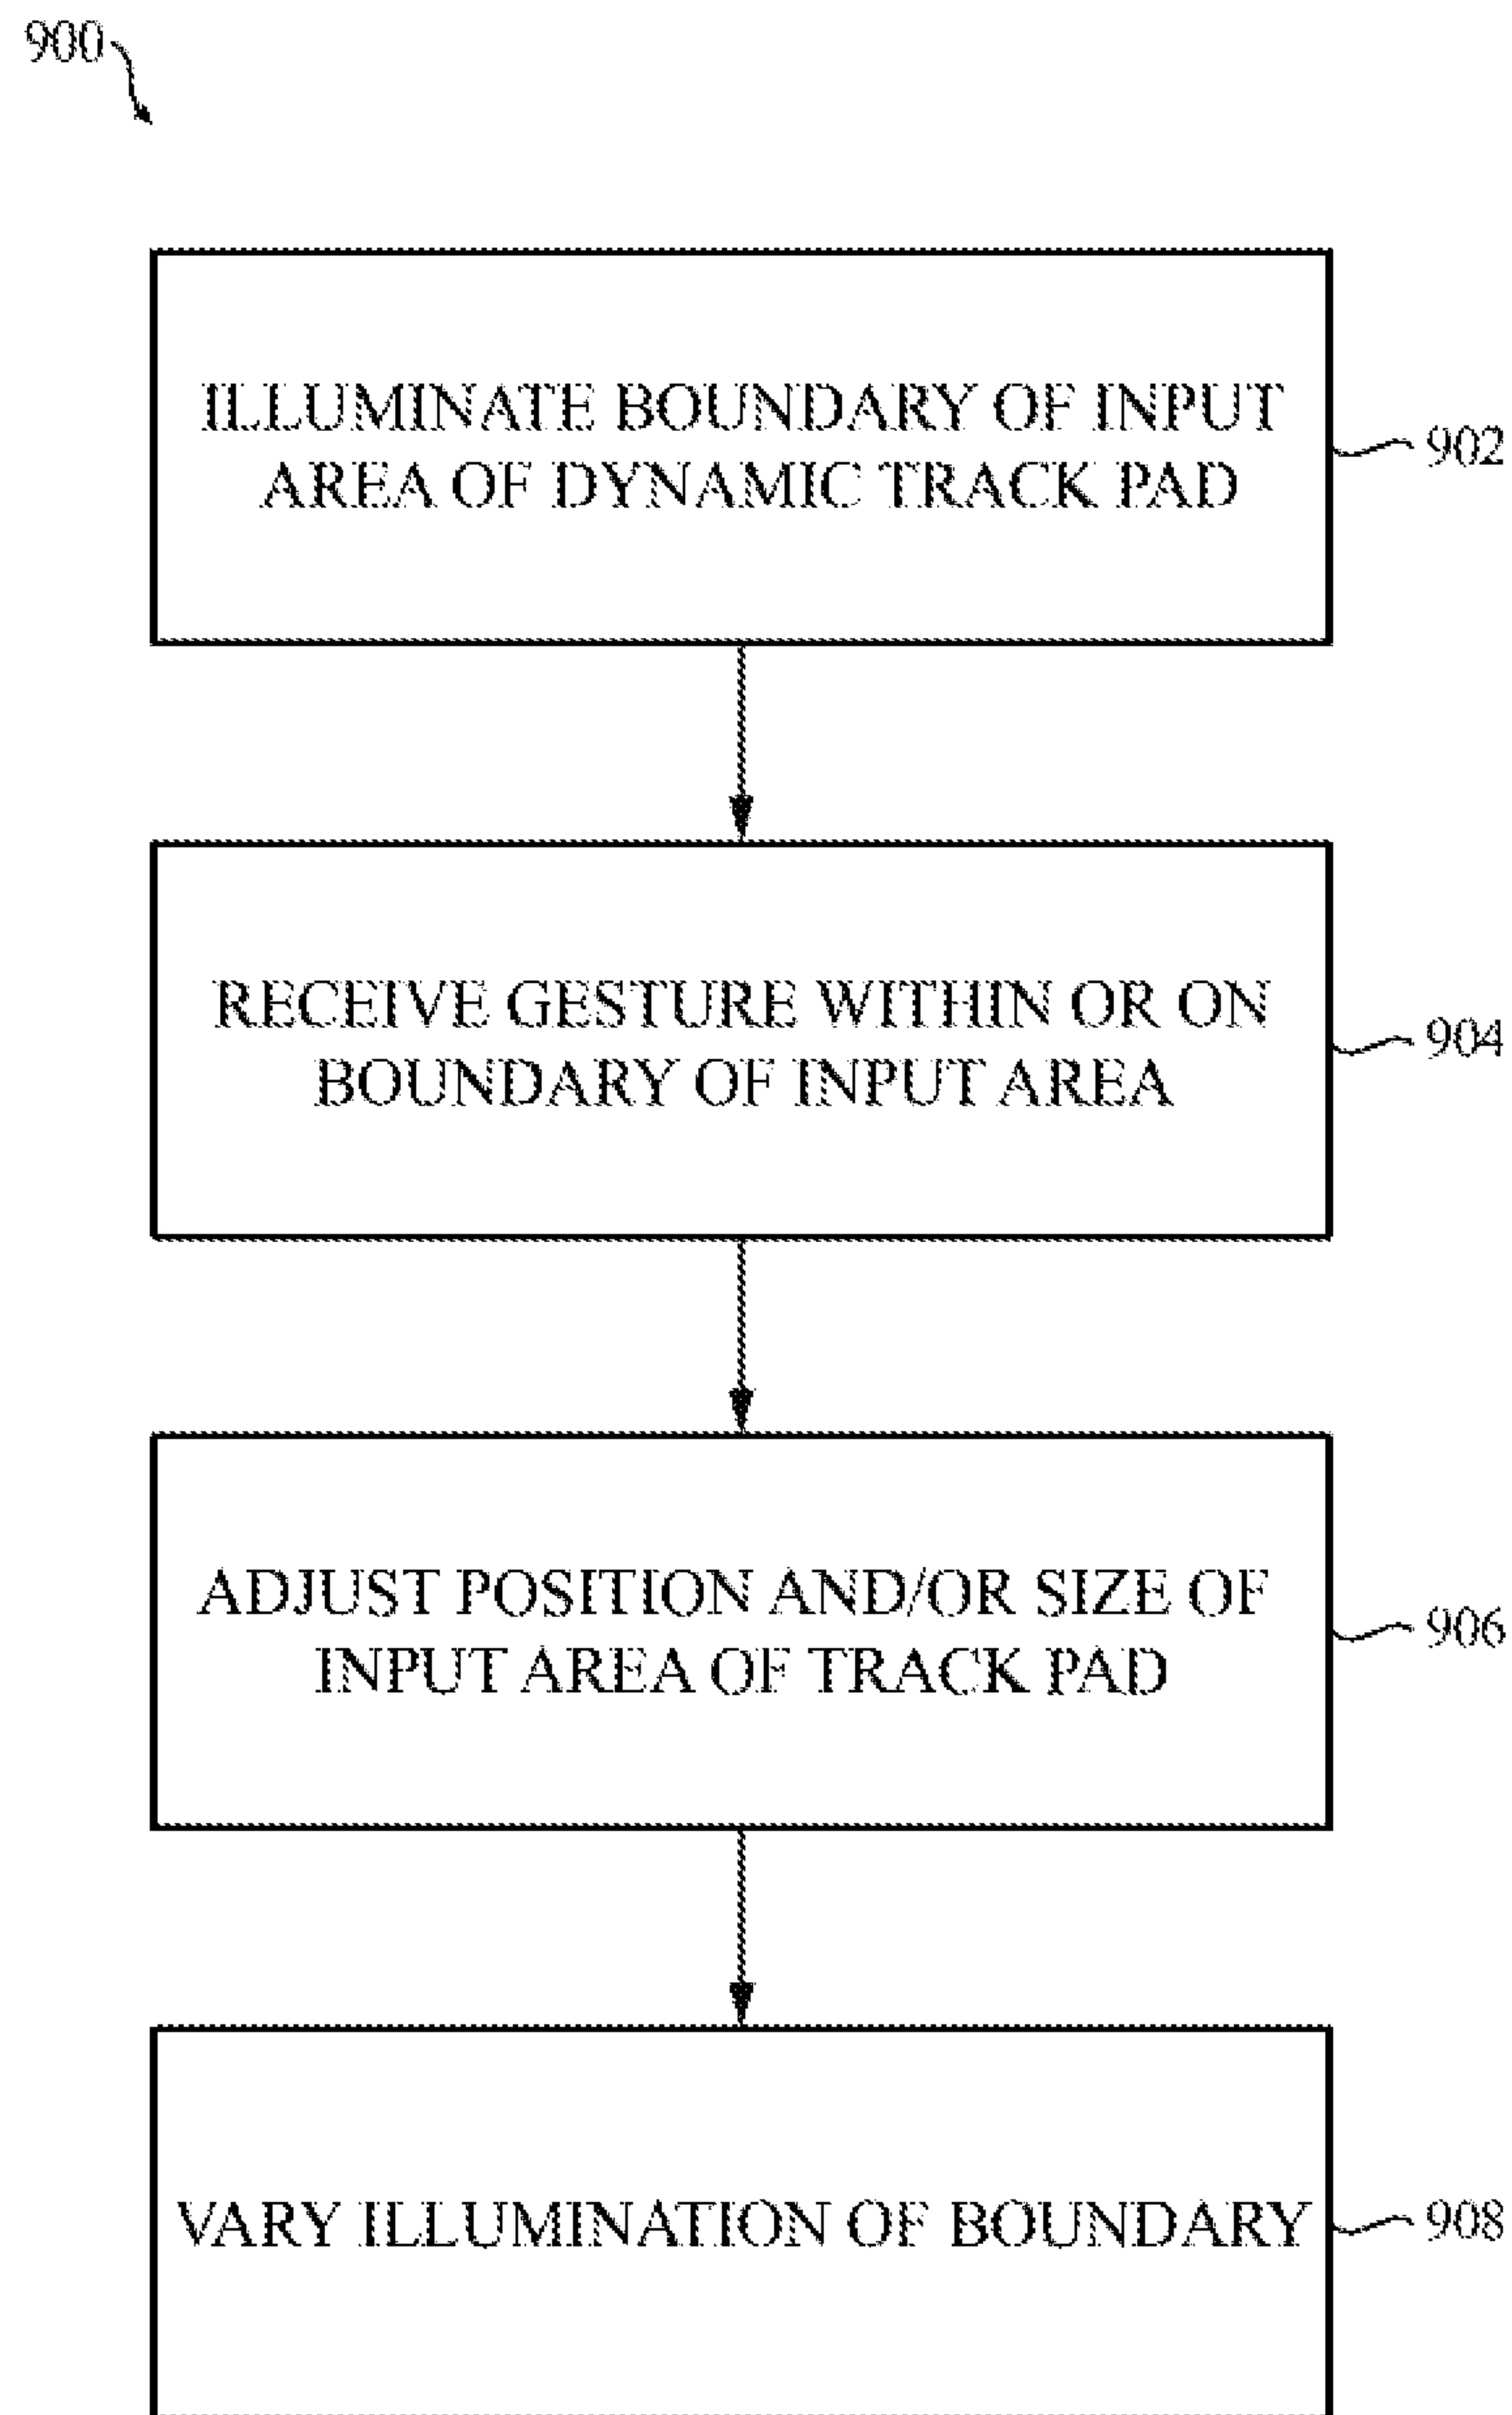 900
ILLUMINATE BOUNDARY OF INPUT
AREA OF DYNAMIC TRACK PAD
902
RECEIVE GESTURE WITHIN OR ON
BOUNDARY OF INPUT AREA
904
ADJUST POSITION AND/OR SIZE OF
INPUT AREA OF TRACK PAD
906
VARY ILLUMINATION OF BOUNDARY
908